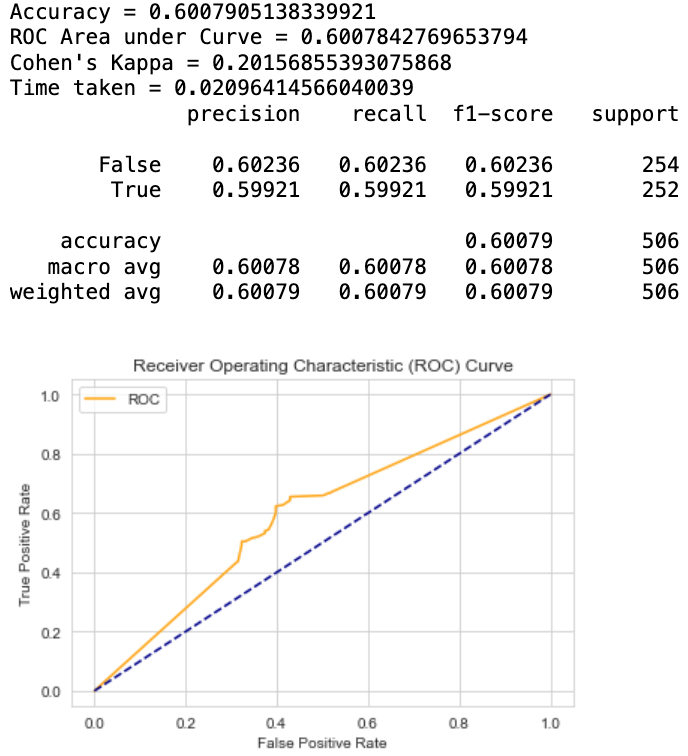 Accuracy = 0.6007905138339921
ROC Area under Curve = 0.6007842769653794
Cohen's Kappa = 0.20156855393075868
Time taken = 0.02096414566040039
precision recall f1-score support
False 0.60236 0.60236 0.60236 254
True 0.59921 0.59921 0.59921 252
accuracy 0.60079 506
macro avg 0.60078 0.60078 0.60078 506
weighted avg 0.60079 0.60079 0.60079 506
Receiver Operating Characteristic (ROC) Curve
ROC
True Positive Rate
1.0
0.8
0.6
0.4
0.2
0.0
0.0 0.2 0.4 0.6 0.8 1.0
False Positive Rate